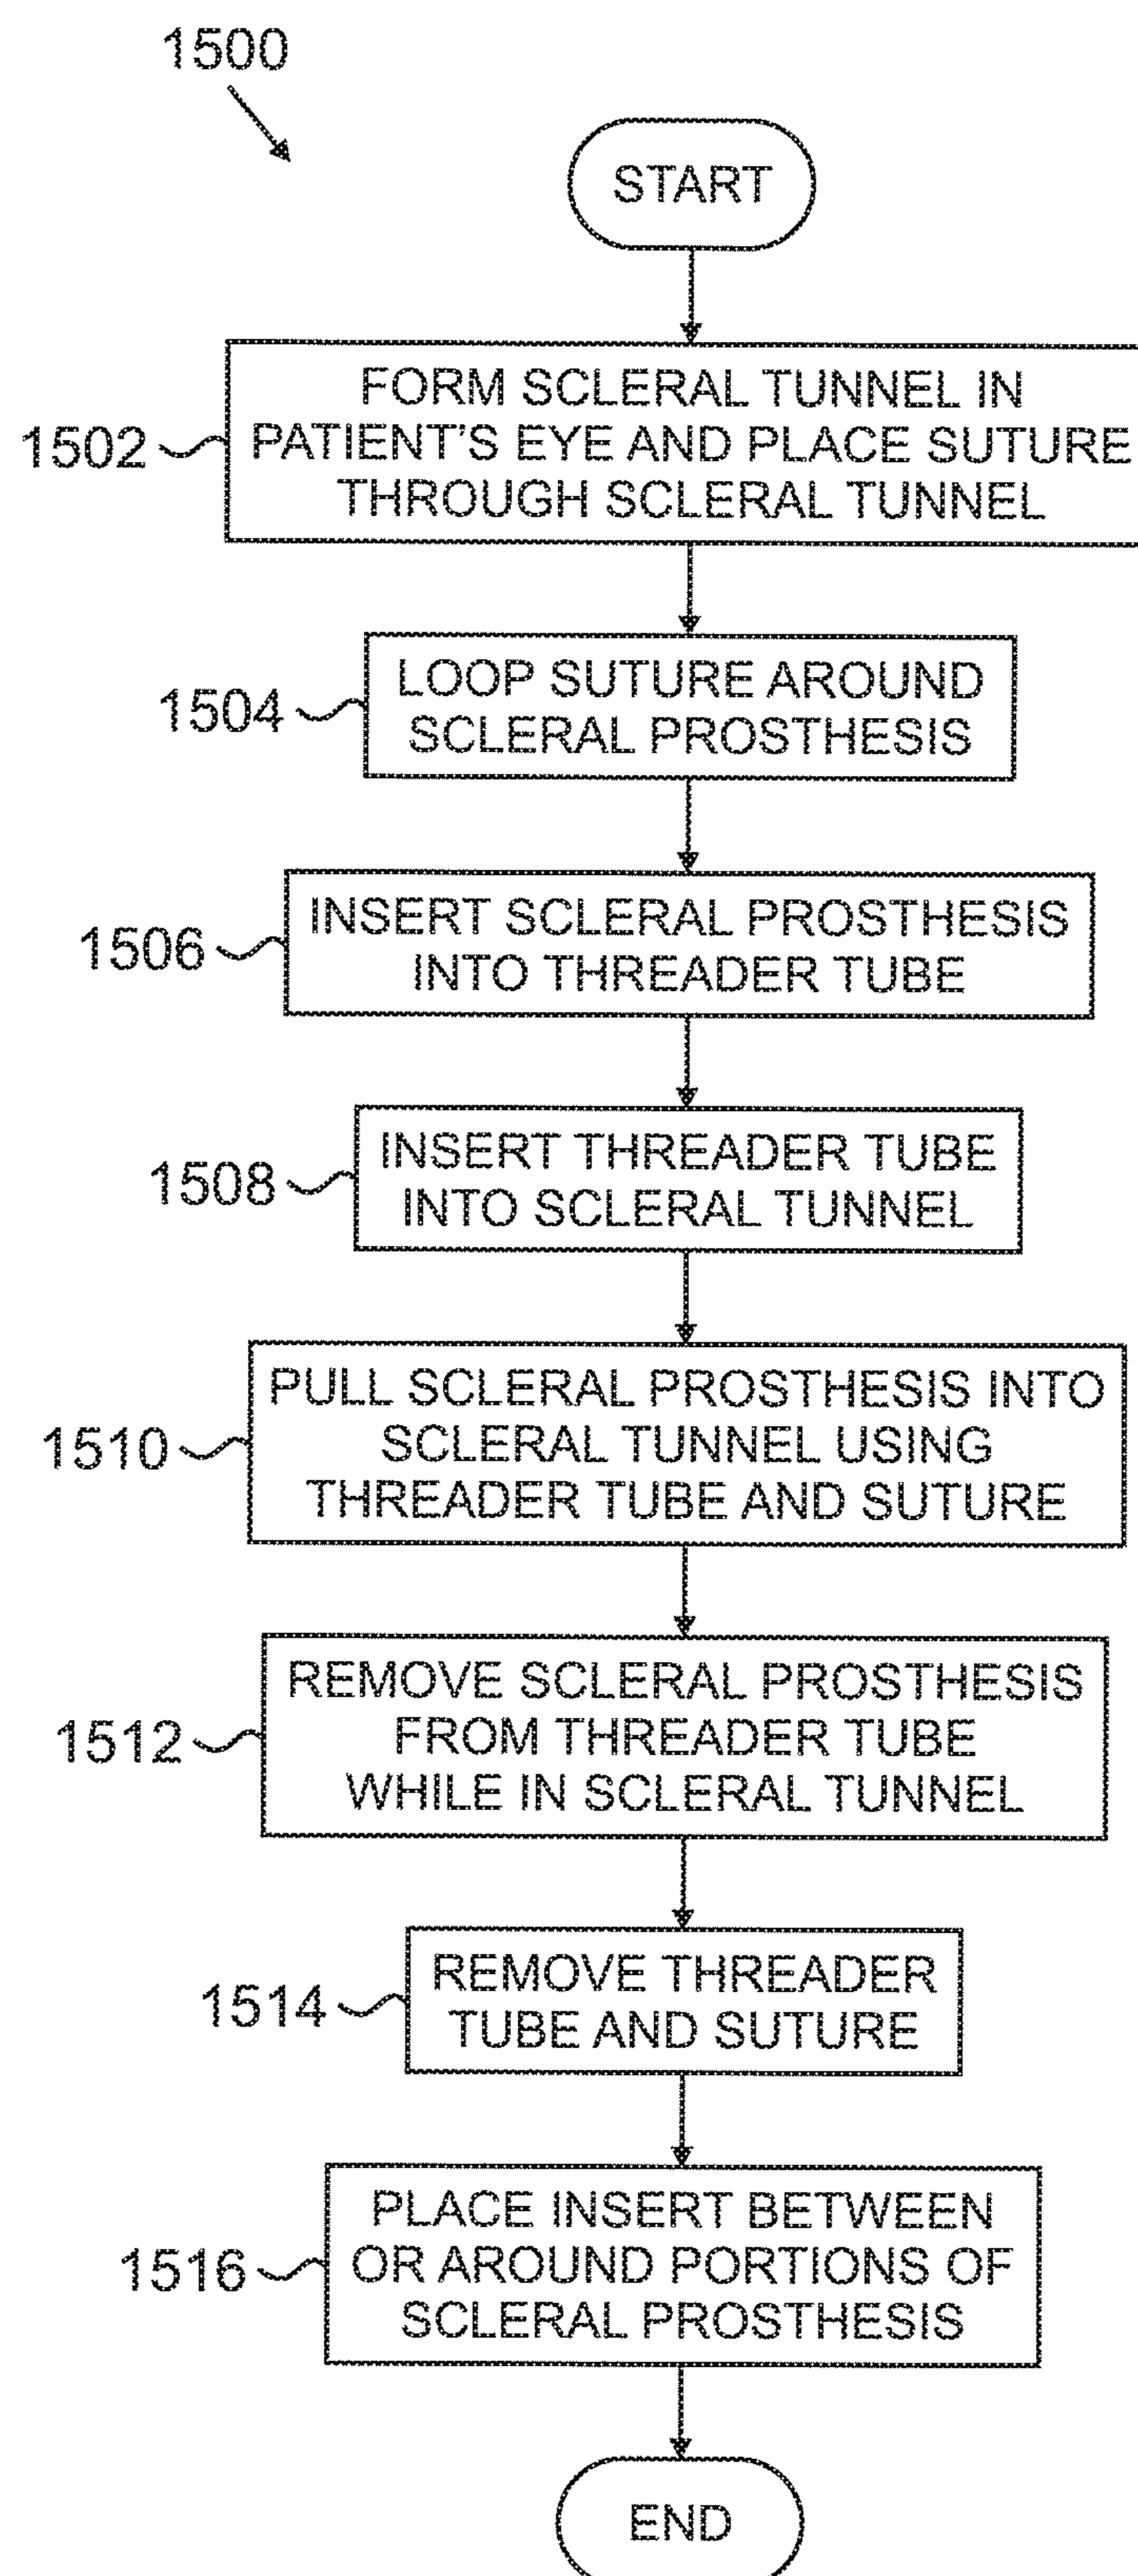 1500
START
1502
FORM SCLERAL TUNNEL IN
PATIENT'S EYE AND PLACE SUTURE
THROUGH SCLERAL TUNNEL
1504
LOOP SUTURE AROUND
SCLERAL PROSTHESIS
1506
INSERT SCLERAL PROSTHESIS
INTO THREADER TUBE
1508
INSERT THREADER TUBE
INTO SCLERAL TUNNEL
1510
PULL SCLERAL PROSTHESIS INTO
SCLERAL TUNNEL USING
THREADER TUBE AND SUTURE
1512
REMOVE SCLERAL PROSTHESIS
FROM THREADER TUBE
WHILE IN SCLERAL TUNNEL
1514
REMOVE THREADER
TUBE AND SUTURE
1516
PLACE INSERT BETWEEN
OR AROUND PORTIONS OF
SCLERAL PROSTHESIS
END